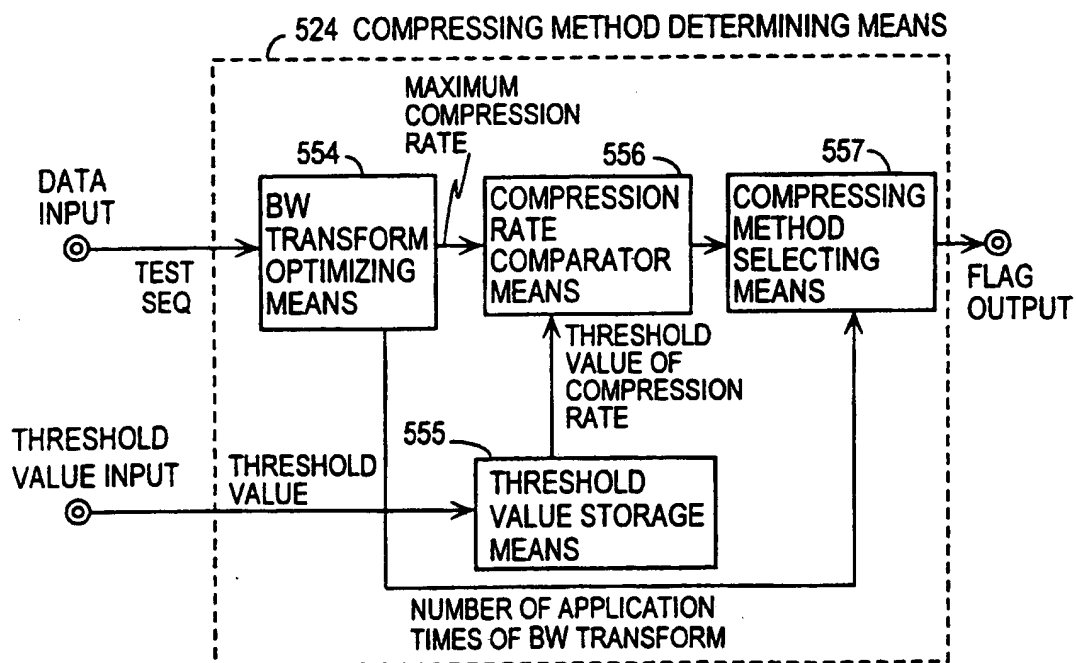 524 COMPRESSING METHOD DETERMINING MEANS
MAXIMUM
COMPRESSION
RATE
554
556
557
DATA
INPUT
TEST
SEQ
BW
TRANSFORM
OPTIMIZING
MEANS
COMPRESSION
RATE
COMPARATOR
MEANS
COMPRESSING
METHOD
SELECTING
MEANS
FLAG
OUTPUT
THRESHOLD
VALUE OF
COMPRESSION
RATE
555
THRESHOLD
VALUE INPUT
THRESHOLD
VALUE
THRESHOLD
VALUE STORAGE
MEANS
NUMBER OF APPLICATION
TIMES OF BW TRANSFORM